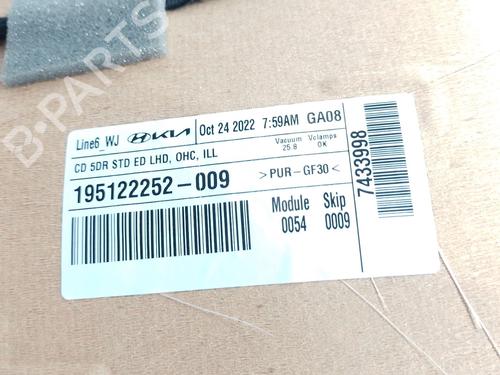 B-PARTS
Line6_WJ HYUNDAI KIA Oct 24 2022 7:59AM GA08
CD 5DR STD ED LHD, OHC, ILL
Vacuum Vclamps
25.8 OK
195122252-009 >PUR-GF30<
Module Skip
0054 0009
7433998